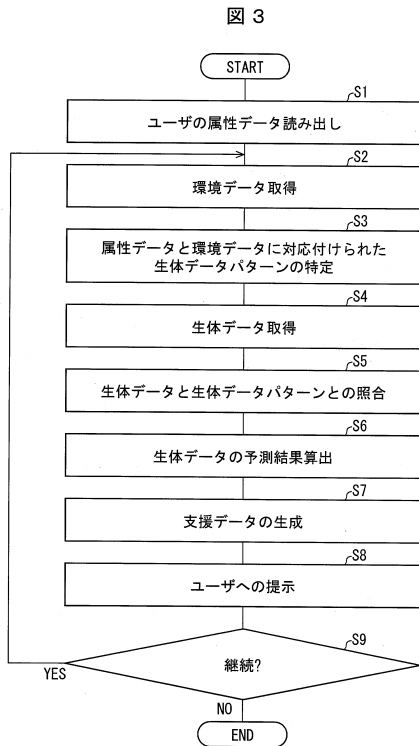 図3
START
S1
ユーザの属性データ読み出し
S2
環境データ取得
S3
属性データと環境データに対応付けられた
生体データパターンの特定
S4
生体データ取得
S5
生体データと生体データパターンとの照合
S6
生体データの予測結果算出
S7
支援データの生成
S8
ユーザへの提示
S9
継続?
YES
NO
END